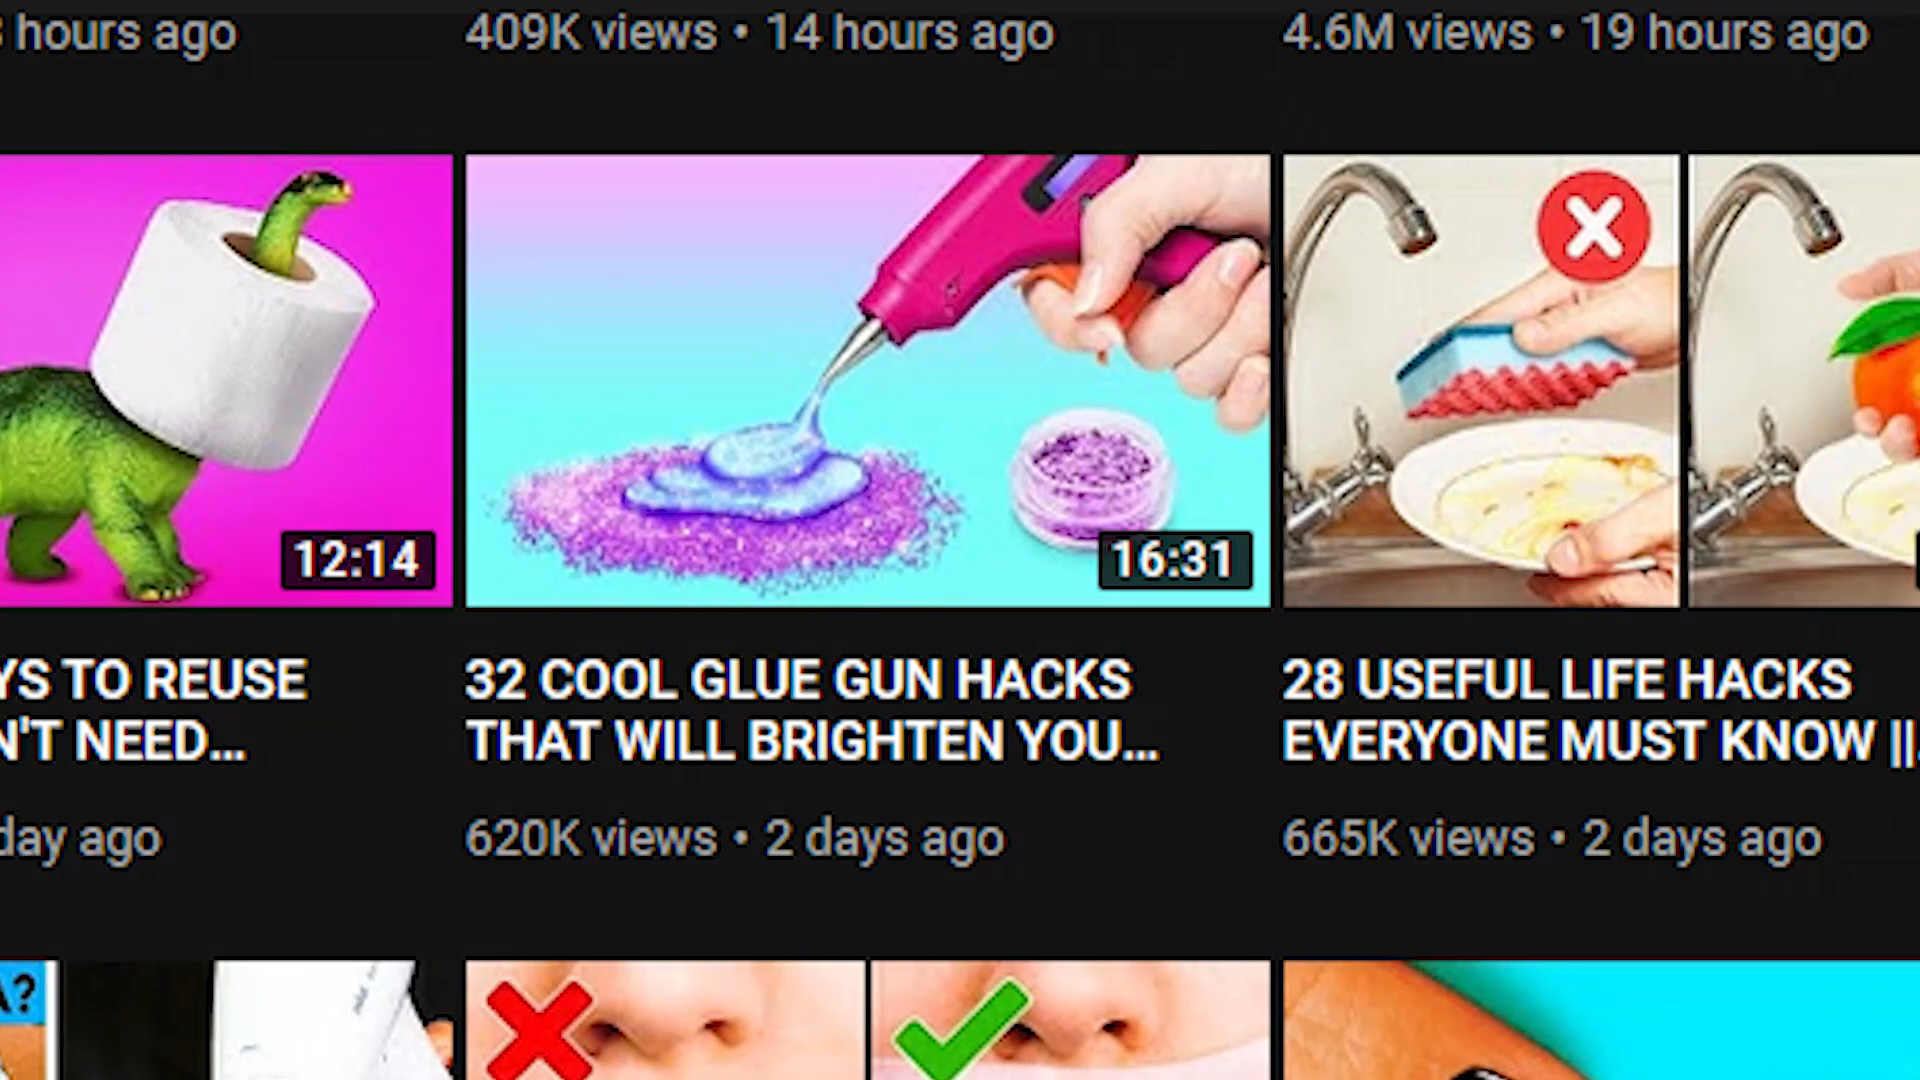 hours ago
409K views • 14 hours ago
4.6M views • 19 hours ago
12:14
16:31
YS TO REUSE
N'T NEED...
32 COOL GLUE GUN HACKS
THAT WILL BRIGHTEN YOU...
28 USEFUL LIFE HACKS
EVERYONE MUST KNOW ||
day ago
620K views • 2 days ago
665K views • 2 days ago
A?